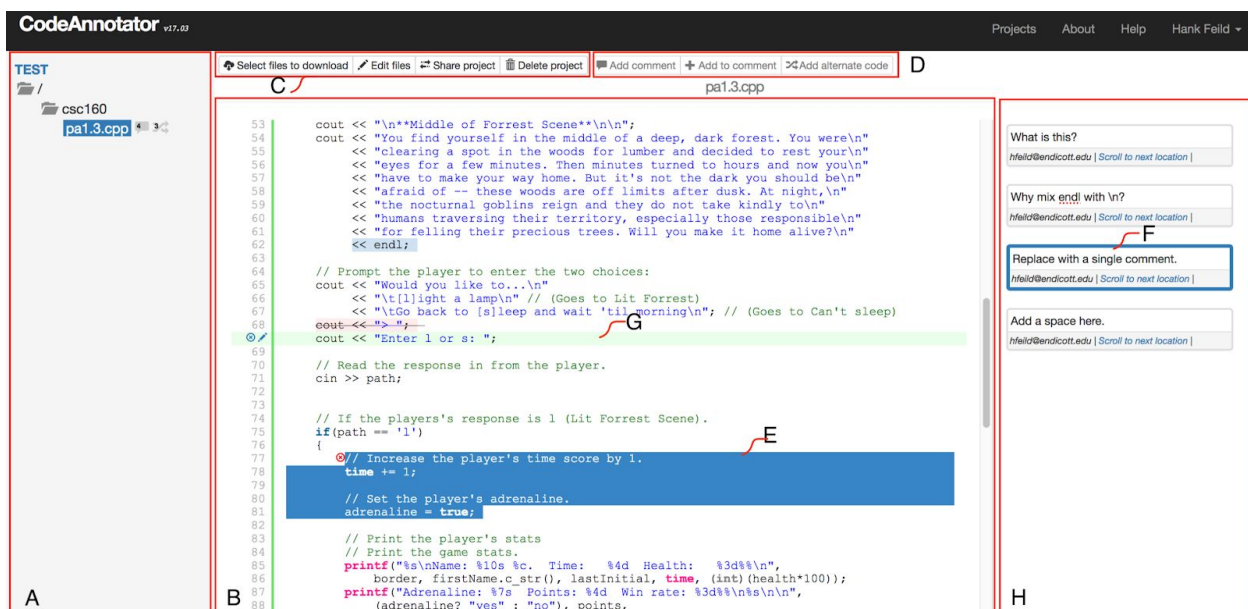 CodeAnnotator v17.03
Projects About Help Hank Feild
TEST
/
csc160
pa1.3.cpp 4 3
A
Select files to download Edit files Share project Delete project
C
Add comment Add to comment Add alternate code
D
pa1.3.cpp
53 cout << "\n**Middle of Forrest Scene**\n\n";
54 cout << "You find yourself in the middle of a deep, dark forest. You were\n"
55 << "clearing a spot in the woods for lumber and decided to rest your\n"
56 << "eyes for a few minutes. Then minutes turned to hours and now you\n"
57 << "have to make your way home. But it's not the dark you should be\n"
58 << "afraid of -- these woods are off limits after dusk. At night,\n"
59 << "the nocturnal goblins reign and they do not take kindly to\n"
60 << "humans traversing their territory, especially those responsible\n"
61 << "for felling their precious trees. Will you make it home alive?\n"
62 << endl;
63
64 // Prompt the player to enter the two choices:
65 cout << "Would you like to...\n"
66 << "\t[l]ight a lamp\n" // (Goes to Lit Forrest)
67 << "\tGo back to [s]leep and wait 'til morning\n"; // (Goes to Can't sleep)
68 cout << "> ";
G
cout << "Enter l or s: ";
69
70 // Read the response in from the player.
71 cin >> path;
72
73
74 // If the players's response is l (Lit Forrest Scene).
75 if(path == 'l')
76 {
E
77 // Increase the player's time score by 1.
78 time += 1;
79
80 // Set the player's adrenaline.
81 adrenaline = true;
82
83 // Print the player's stats
84 // Print the game stats.
85 printf("%s\nName: %10s %c. Time: %4d Health: %3d%%\n",
86 border, firstName.c_str(), lastInitial, time, (int)(health*100));
87 printf("Adrenaline: %7s Points: %4d Win rate: %3d%%\n%s\n\n",
88 (adrenaline? "yes" : "no"), points,
B
What is this?
hfeild@endicott.edu | Scroll to next location |
Why mix endl with \n?
hfeild@endicott.edu | Scroll to next location |
F
Replace with a single comment.
hfeild@endicott.edu | Scroll to next location |
Add a space here.
hfeild@endicott.edu | Scroll to next location |
H